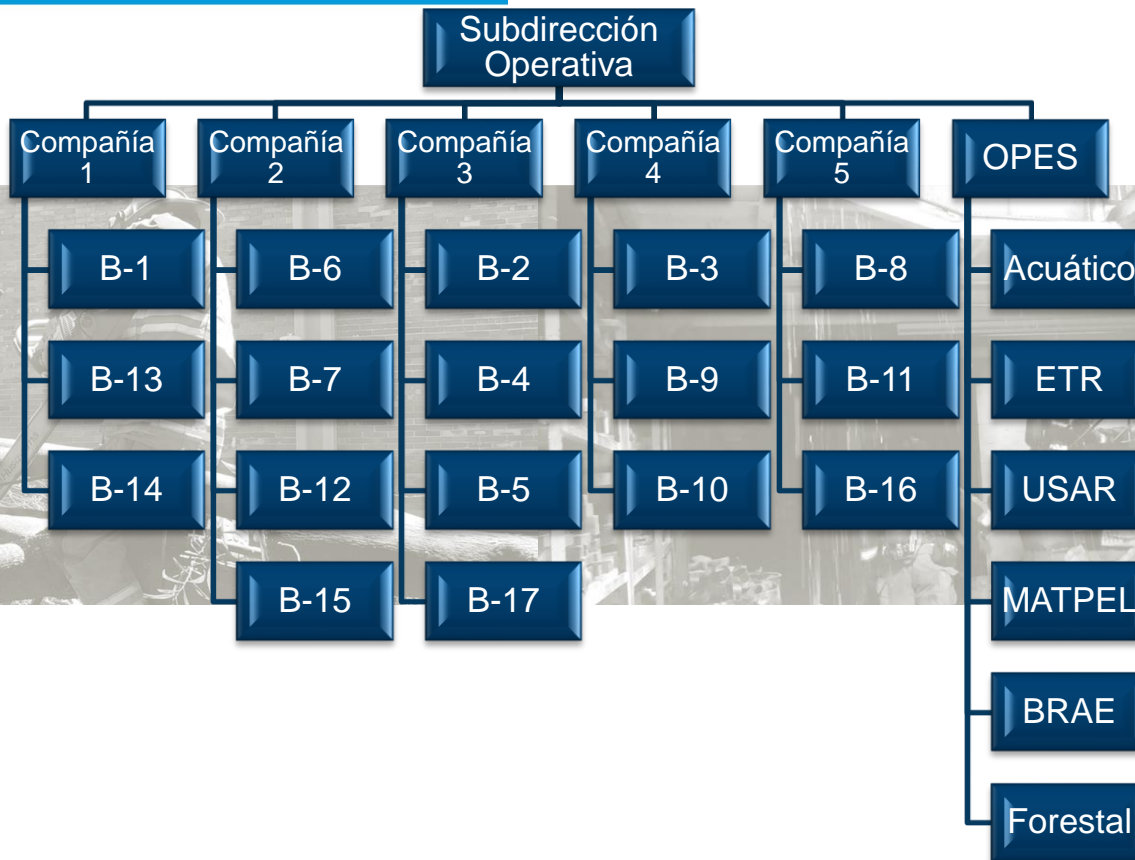 Subdirección
Operativa
Compañía
1
Compañía
2
Compañía
3
Compañía
4
Compañía
5
OPES
B-1
B-6
B-2
B-3
B-8
Acuático
B-13
B-7
B-4
B-9
B-11
ETR
B-14
B-12
B-5
B-10
B-16
USAR
B-15
B-17
MATPEL
BRAE
Forestal